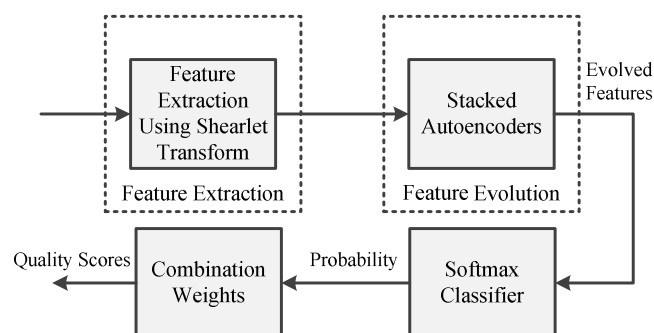 Feature
Extraction
Using Shearlet
Transform
Feature Extraction
Stacked
Autoencoders
Feature Evolution
Evolved
Features
Softmax
Classifier
Probability
Combination
Weights
Quality Scores